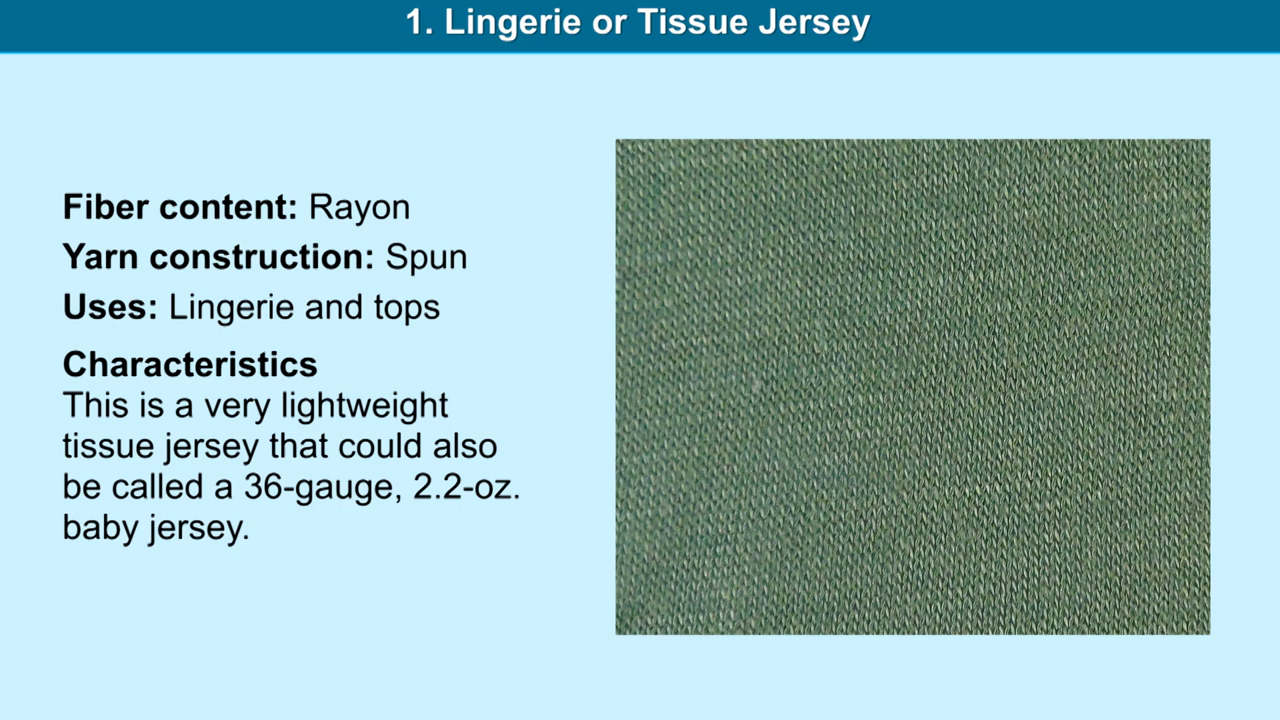 1. Lingerie or Tissue Jersey
Fiber content: Rayon
Yarn construction: Spun
Uses: Lingerie and tops
Characteristics
This is a very lightweight
tissue jersey that could also
be called a 36-gauge, 2.2-oz.
baby jersey.